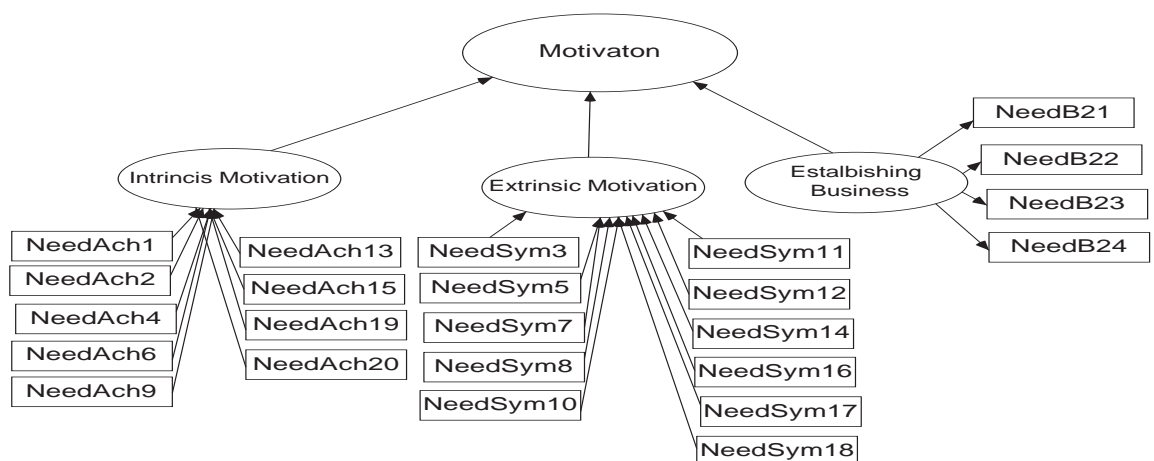 Motivaton
Intrincis Motivation
Extrinsic Motivation
Estalbishing
Business
NeedB21
NeedB22
NeedB23
NeedB24
NeedAch1
NeedAch2
NeedAch4
NeedAch6
NeedAch9
NeedAch13
NeedAch15
NeedAch19
NeedAch20
NeedSym3
NeedSym5
NeedSym7
NeedSym8
NeedSym10
NeedSym11
NeedSym12
NeedSym14
NeedSym16
NeedSym17
NeedSym18